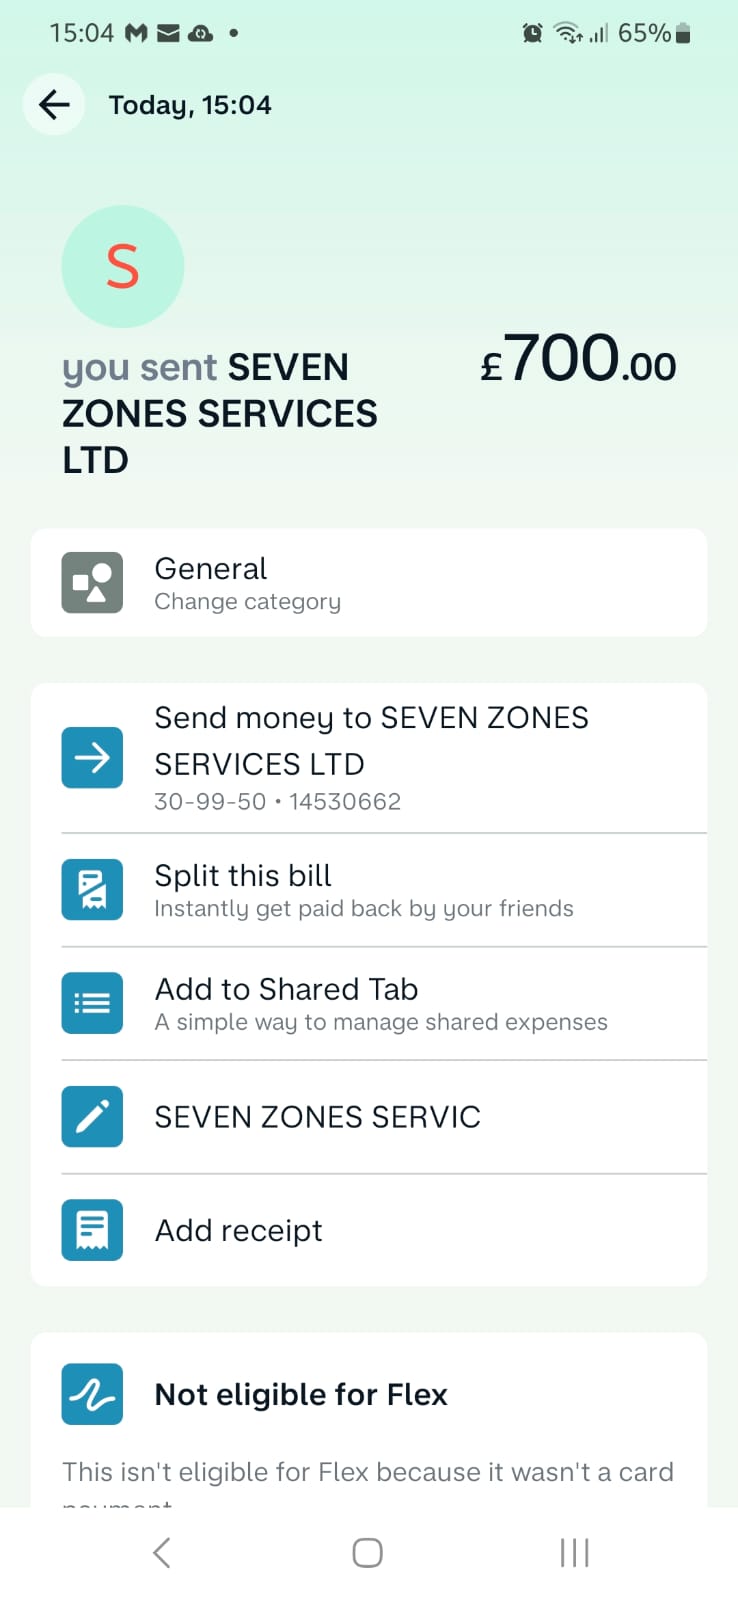 15:04
65%
Today, 15:04
S
you sent SEVEN
ZONES SERVICES
LTD
£700.00
General
Change category
Send money to SEVEN ZONES
SERVICES LTD
30-99-50 • 14530662
Split this bill
Instantly get paid back by your friends
Add to Shared Tab
A simple way to manage shared expenses
SEVEN ZONES SERVIC
Add receipt
Not eligible for Flex
This isn't eligible for Flex because it wasn't a card